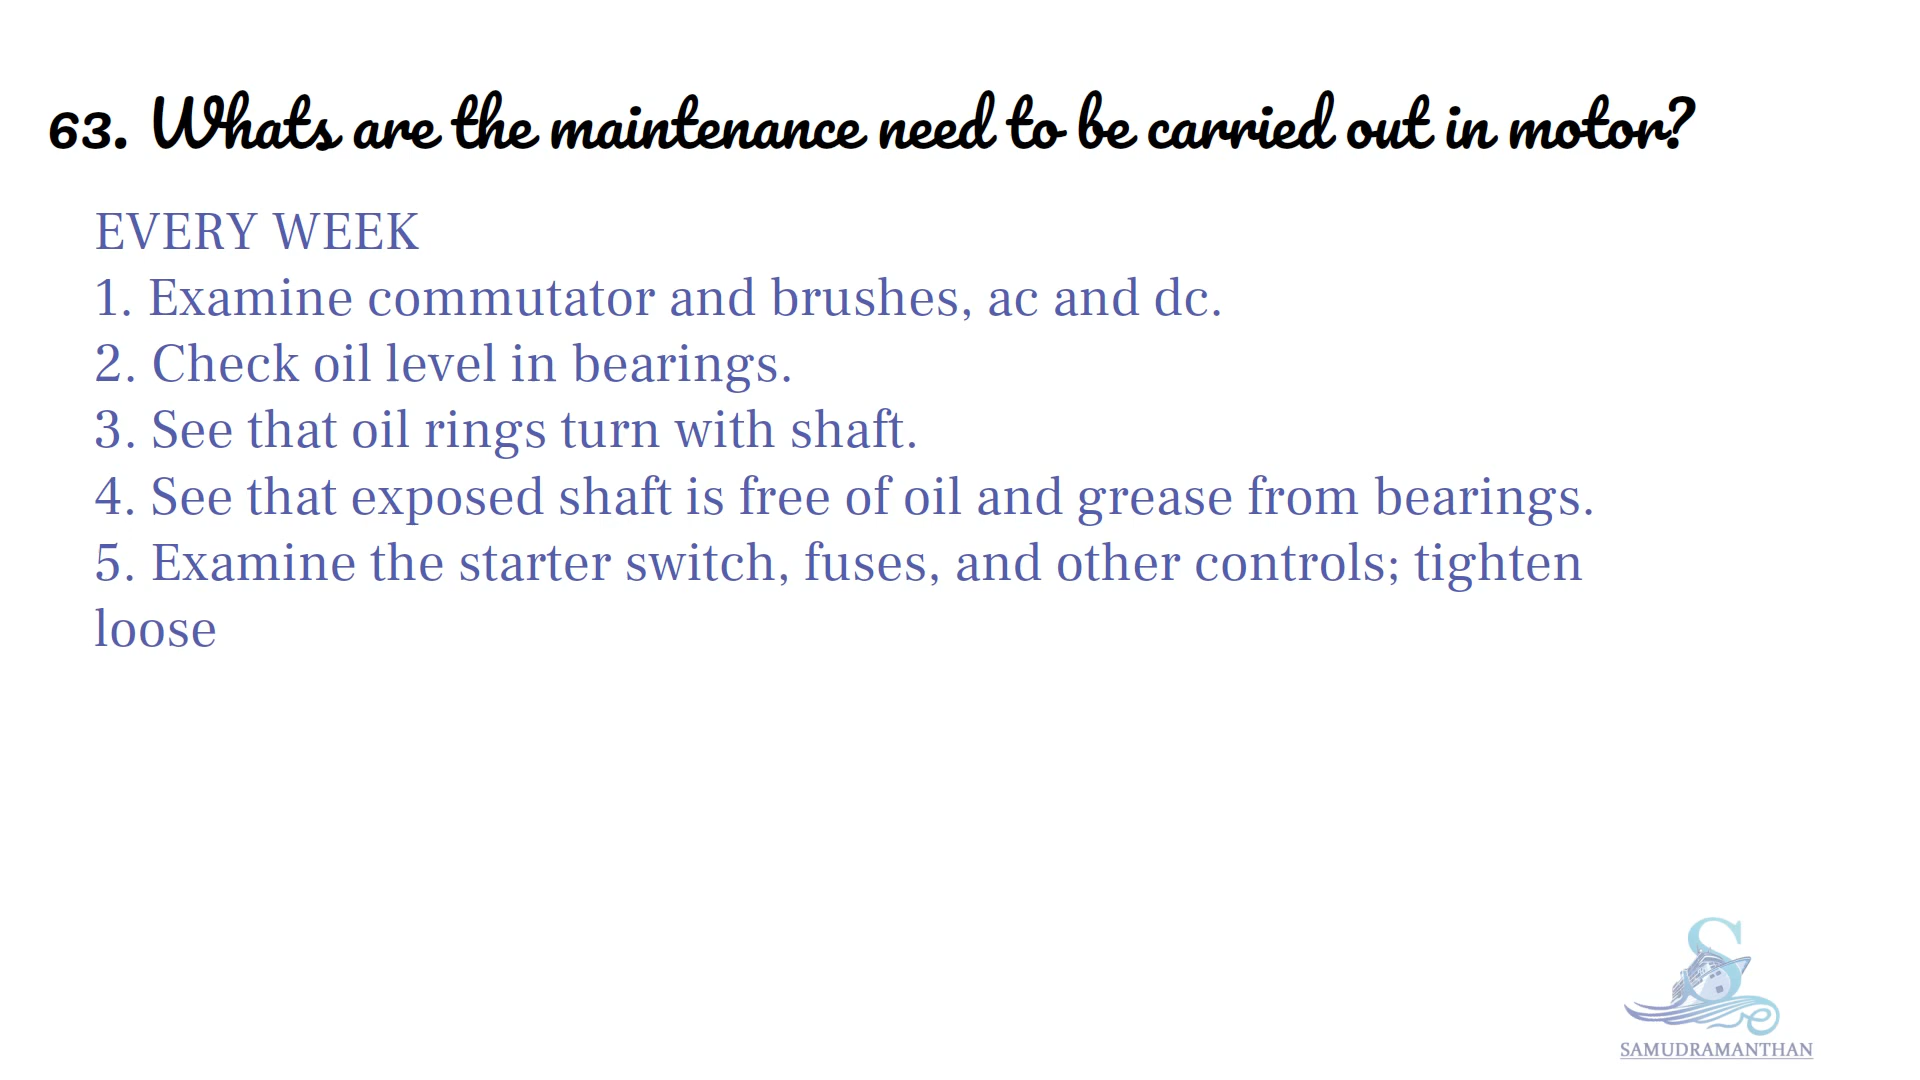 63. Whats are the maintenance need to be carried out in motor?
EVERY WEEK
1. Examine commutator and brushes, ac and dc.
2. Check oil level in bearings.
3. See that oil rings turn with shaft.
4. See that exposed shaft is free of oil and grease from bearings.
5. Examine the starter switch, fuses, and other controls; tighten
loose
S
SAMUDRAMANTHAN